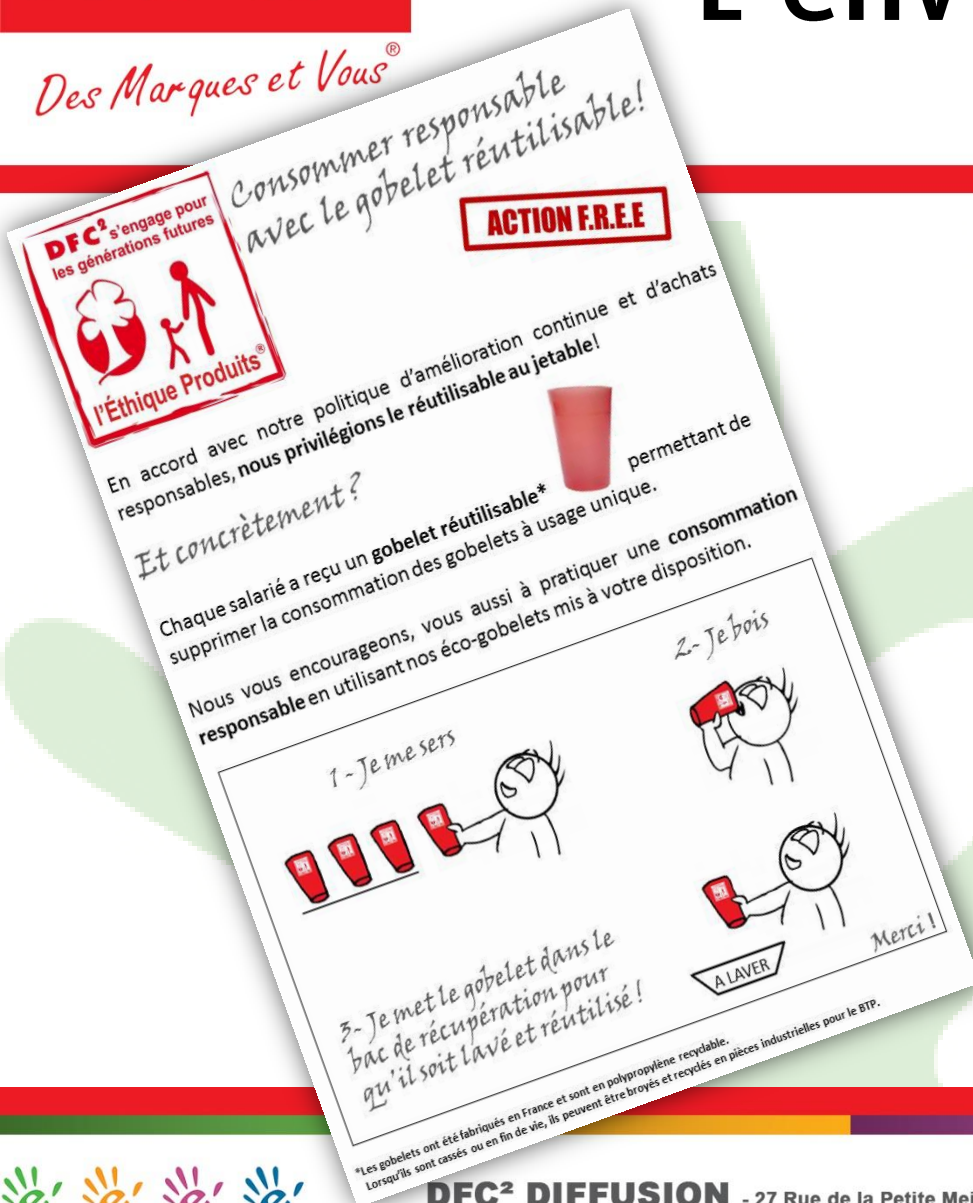 L'Env
Des Marques et Vous®
Consommer responsable
avec le gobelet réutilisable!
DFC² s'engage pour
les générations futures
l'Éthique Produits®
ACTION F.R.E.E
En accord avec notre politique d'amélioration continue et d'achats
responsables, nous privilégions le réutilisable au jetable!
Et concrètement?
Chaque salarié a reçu un gobelet réutilisable* permettant de
supprimer la consommation des gobelets à usage unique.
Nous vous encourageons, vous aussi à pratiquer une consommation
responsable en utilisant nos éco-gobelets mis à votre disposition.
1 - Je me sers
2 - Je bois
3 - Je met le gobelet dans le
bac de récupération pour
qu'il soit lavé et réutilisé !
A LAVER
Merci !
*Les gobelets ont été fabriqués en France et sont en polypropylène recyclable.
Lorsqu'ils sont cassés ou en fin de vie, ils peuvent être broyés et recyclés en pièces industrielles pour le BTP.
DFC² DIFFUSION - 27 Rue de la Petite